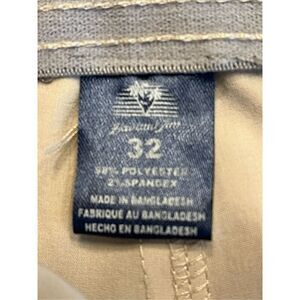 32
98% POLYESTER
2% SPANDEX
MADE IN BANGLADESH
FABRIQUE AU BANGLADESH
HECHO EN BANGLADESH